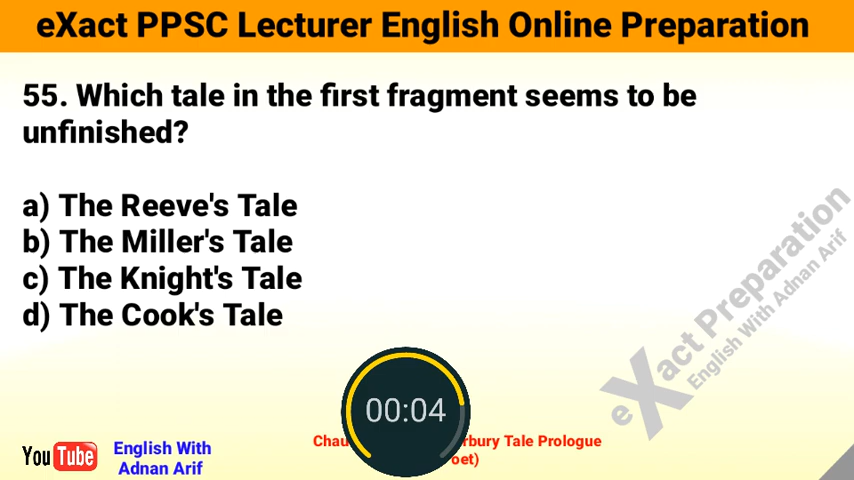 eXact PPSC Lecturer English Online Preparation
55. Which tale in the first fragment seems to be
unfinished?
a) The Reeve's Tale
b) The Miller's Tale
c) The Knight's Tale
d) The Cook's Tale
eXact Preparation
English With Adnan Arif
00:04
YouTube
English With
Adnan Arif
Tale Prologue